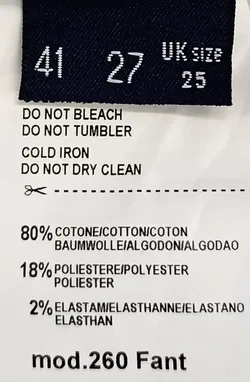 41 27 UK SIZE
25
DO NOT BLEACH
DO NOT TUMBLER
COLD IRON
DO NOT DRY CLEAN
80% COTONE/COTTON/COTON
BAUMWOLLE/ALGODON/ALGODAO
18% POLIESTERE/POLYESTER
POLIESTER
2% ELASTAM/ELASTHANNE/ELASTANO
ELASTHAN
mod.260 Fant